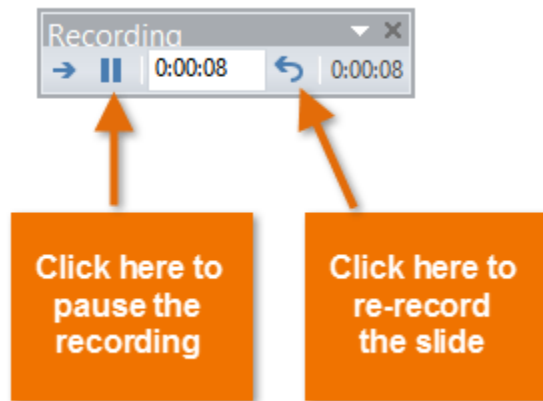 Recording
0:00:08 0:00:08
Click here to
pause the
recording
Click here to
re-record
the slide